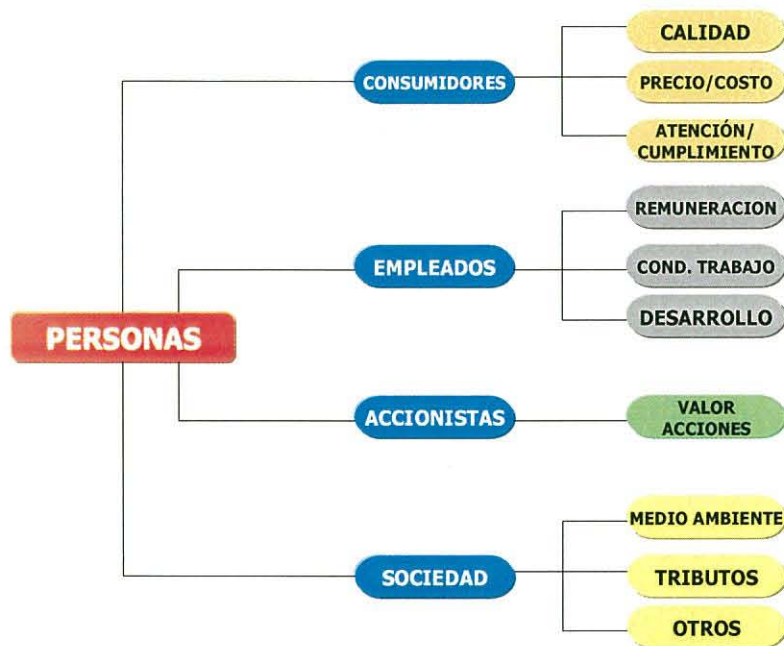 PERSONAS
CONSUMIDORES
CALIDAD
PRECIO/COSTO
ATENCIÓN/
CUMPLIMIENTO
EMPLEADOS
REMUNERACION
COND. TRABAJO
DESARROLLO
ACCIONISTAS
VALOR
ACCIONES
SOCIEDAD
MEDIO AMBIENTE
TRIBUTOS
OTROS